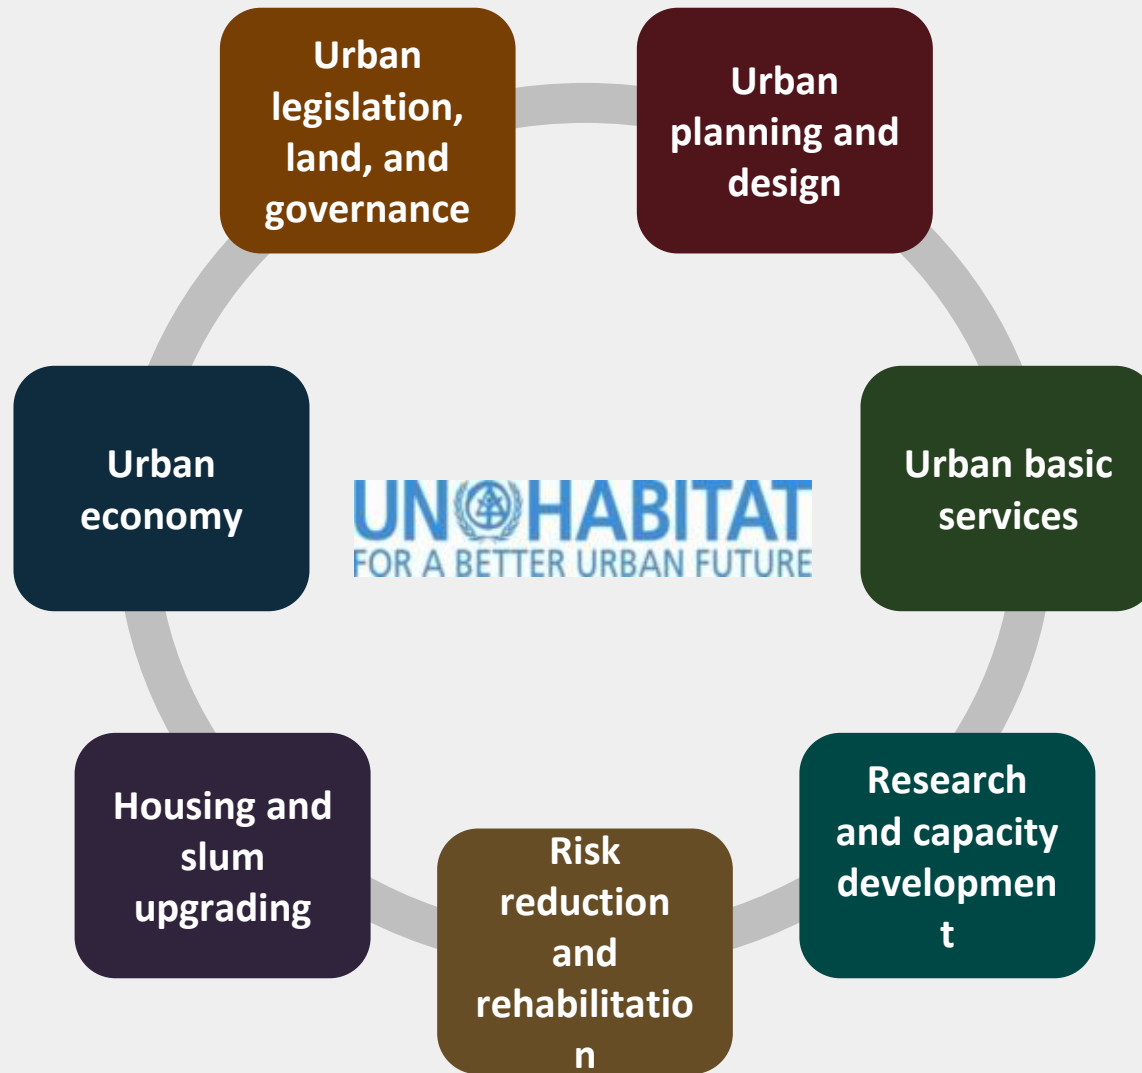 Urban
legislation,
land, and
governance
Urban
planning and
design
Urban
economy
UN HABITAT
FOR A BETTER URBAN FUTURE
Urban basic
services
Housing and
slum
upgrading
Risk
reduction
and
rehabilitatio
n
Research
and capacity
developmen
t